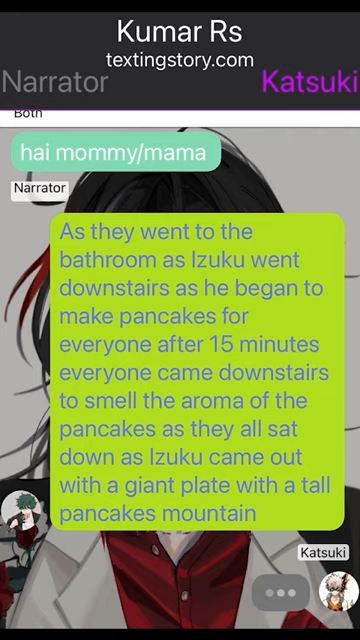 Kumar Rs
textingstory.com
Narrator
Katsuki
Both
hai mommy/mama
Narrator
As they went to the
bathroom as Izuku went
downstairs as he began to
make pancakes for
everyone after 15 minutes
everyone came downstairs
to smell the aroma of the
pancakes as they all sat
down as Izuku came out
with a giant plate with a tall
pancakes mountain
Katsuki